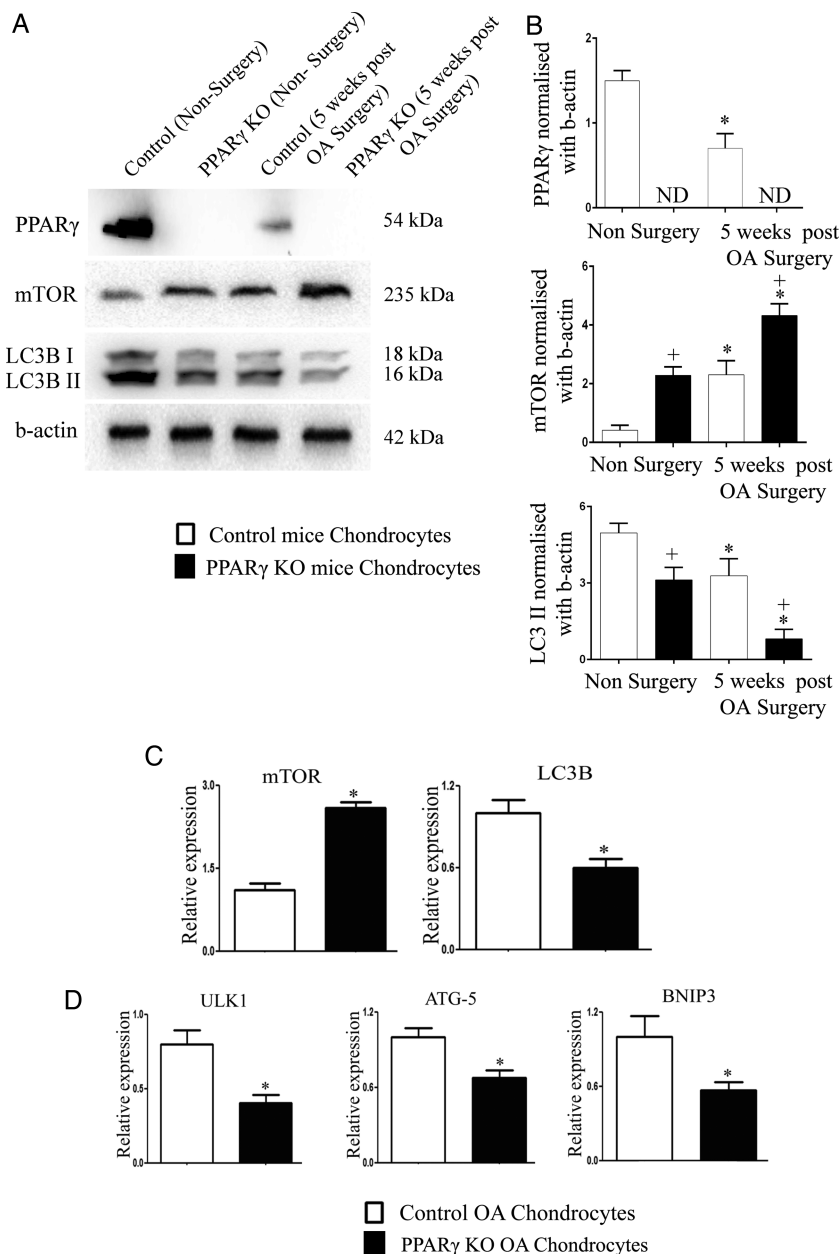 A
Control (Non-Surgery)
PPARγ KO (Non- Surgery)
Control (5 weeks post
OA Surgery)
PPARγ KO (5 weeks post
OA Surgery)
PPARγ
54 kDa
mTOR
235 kDa
LC3B I
18 kDa
LC3B II
16 kDa
b-actin
42 kDa
Control mice Chondrocytes
PPARγ KO mice Chondrocytes
B
PPARγ normalised
with b-actin
2
1
0
ND
*
ND
Non Surgery
5 weeks post
OA Surgery
mTOR normalised
with b-actin
6
4
2
0
+
*
+
*
Non Surgery
5 weeks post
OA Surgery
LC3 II normalised
with b-actin
6
3
0
+
*
+
*
Non Surgery
5 weeks post
OA Surgery
C
mTOR
Relative expression
3.0
1.5
0.0
*
LC3B
Relative expression
1.2
0.6
0.0
*
D
ULK1
Relative expression
1.0
0.5
0.0
*
ATG-5
Relative expression
1.2
0.6
0.0
*
BNIP3
Relative expression
1.2
0.6
0.0
*
Control OA Chondrocytes
PPARγ KO OA Chondrocytes